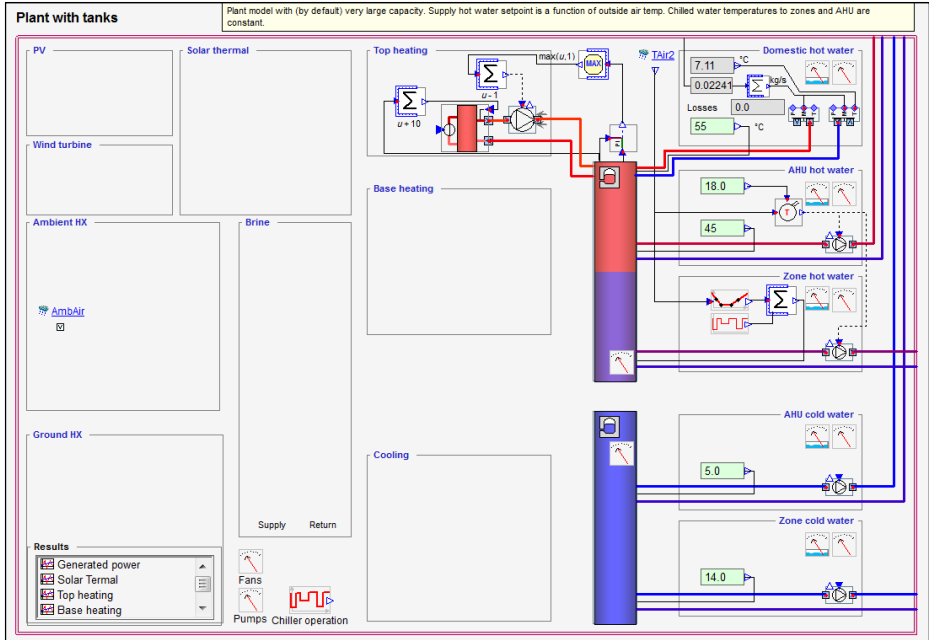 Plant with tanks
Plant model with (by default) very large capacity. Supply hot water setpoint is a function of outside air temp. Chilled water temperatures to zones and AHU are
constant.
PV
Solar thermal
Top heating
max(u,1)
MAX
TAir2
Domestic hot water
7.11
°C
0.02241
Σ
kg/s
Losses
0.0
55
°C
Σ
u - 1
Σ
u + 10
Wind turbine
Base heating
AHU hot water
18.0
T
45
Ambient HX
Brine
AmbAir
Zone hot water
Σ
Ground HX
Cooling
AHU cold water
5.0
Supply
Return
Zone cold water
14.0
Results
Generated power
Solar Termal
Top heating
Base heating
Fans
Pumps
Chiller operation